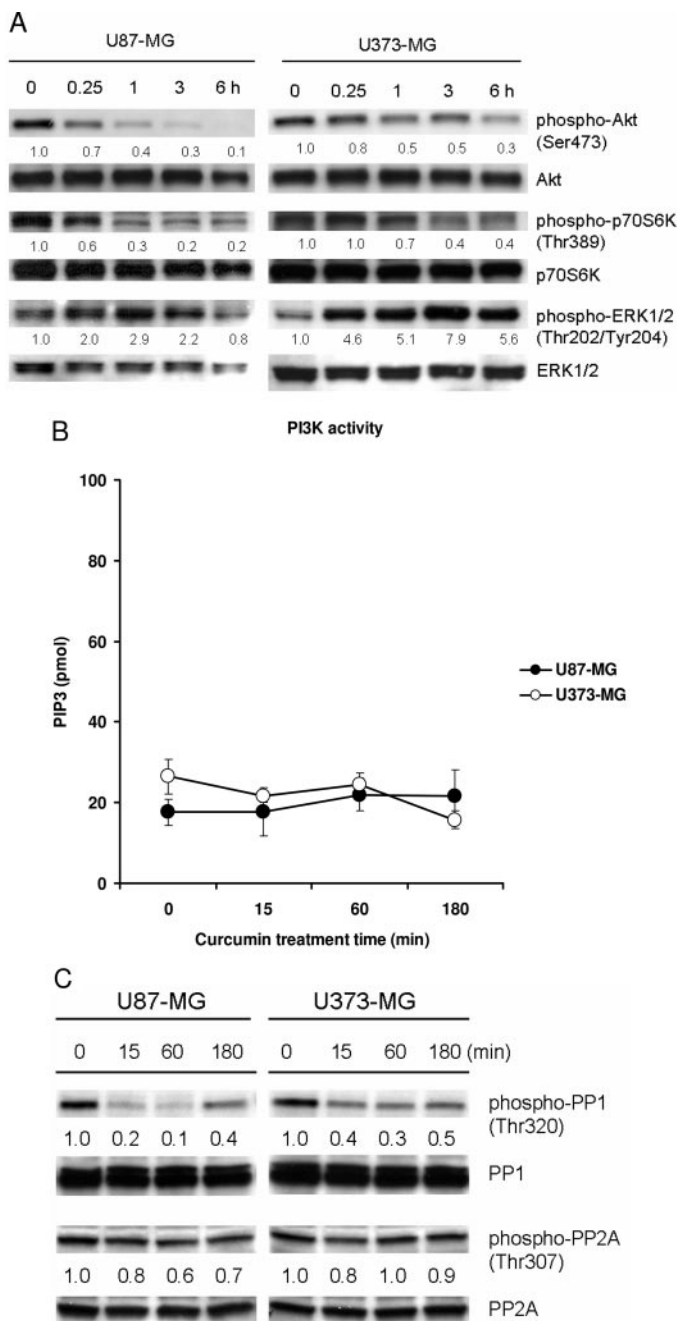 A
U87-MG
U373-MG
0 0.25 1 3 6 h
0 0.25 1 3 6 h
phospho-Akt
(Ser473)
1.0 0.7 0.4 0.3 0.1
1.0 0.8 0.5 0.5 0.3
Akt
phospho-p70S6K
(Thr389)
1.0 0.6 0.3 0.2 0.2
1.0 1.0 0.7 0.4 0.4
p70S6K
phospho-ERK1/2
(Thr202/Tyr204)
1.0 2.0 2.9 2.2 0.8
1.0 4.6 5.1 7.9 5.6
ERK1/2
B
PI3K activity
100
80
60
40
20
0
PIP3 (pmol)
0 15 60 180
Curcumin treatment time (min)
U87-MG
U373-MG
C
U87-MG
U373-MG
0 15 60 180
0 15 60 180 (min)
phospho-PP1
(Thr320)
1.0 0.2 0.1 0.4
1.0 0.4 0.3 0.5
PP1
phospho-PP2A
(Thr307)
1.0 0.8 0.6 0.7
1.0 0.8 1.0 0.9
PP2A